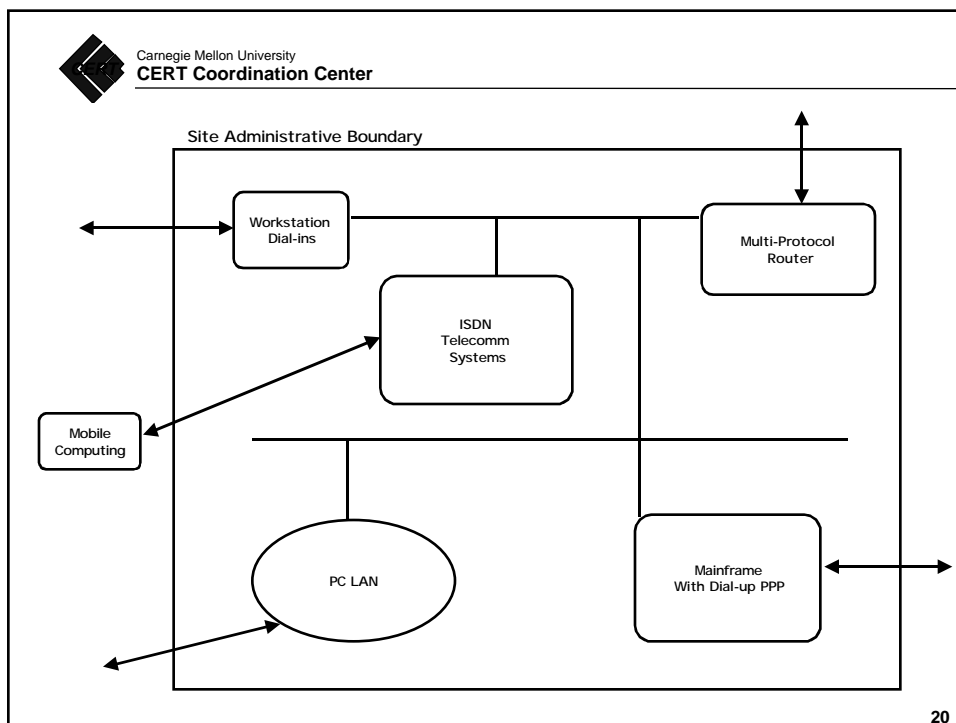 CERT
Carnegie Mellon University
CERT Coordination Center
Site Administrative Boundary
Workstation
Dial-ins
Multi-Protocol
Router
ISDN
Telecomm
Systems
Mobile
Computing
PC LAN
Mainframe
With Dial-up PPP
20